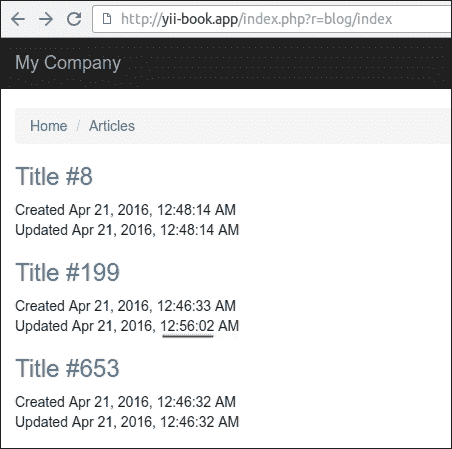 http://yii-book.app/index.php?r=blog/index
My Company
Home / Articles
Title #8
Created Apr 21, 2016, 12:48:14 AM
Updated Apr 21, 2016, 12:48:14 AM
Title #199
Created Apr 21, 2016, 12:46:33 AM
Updated Apr 21, 2016, 12:56:02 AM
Title #653
Created Apr 21, 2016, 12:46:32 AM
Updated Apr 21, 2016, 12:46:32 AM